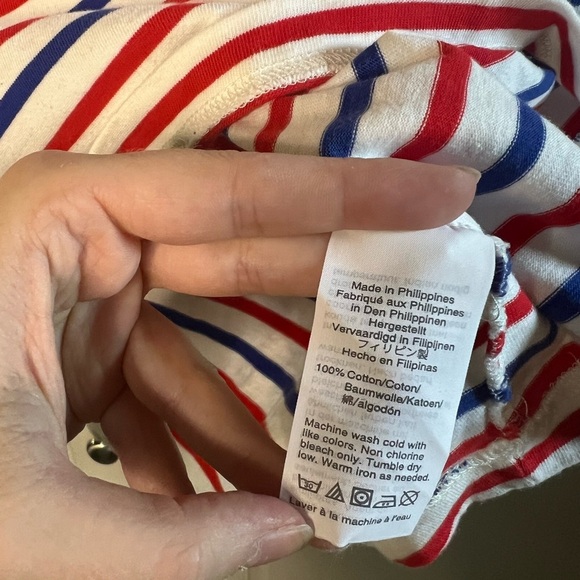 Made in Philippines
Fabriqué aux Philippines
in Den Philippinen
Hergestellt
Vervaardigd in Filipijnen
フィリピン製
Hecho en Filipinas
100% Cotton/Coton/
Baumwolle/Katoen/
綿/algodón
Machine wash cold with
like colors. Non chlorine
bleach only. Tumble dry
low. Warm iron as needed.
30
Laver à la machine à l'eau